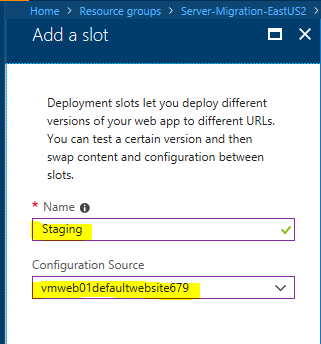 Home > Resource groups > Server-Migration-EastUS2 >
Add a slot
Deployment slots let you deploy different
versions of your web app to different URLs.
You can test a certain version and then
swap content and configuration between
slots.
* Name
Staging
Configuration Source
vmweb01defaultwebsite679